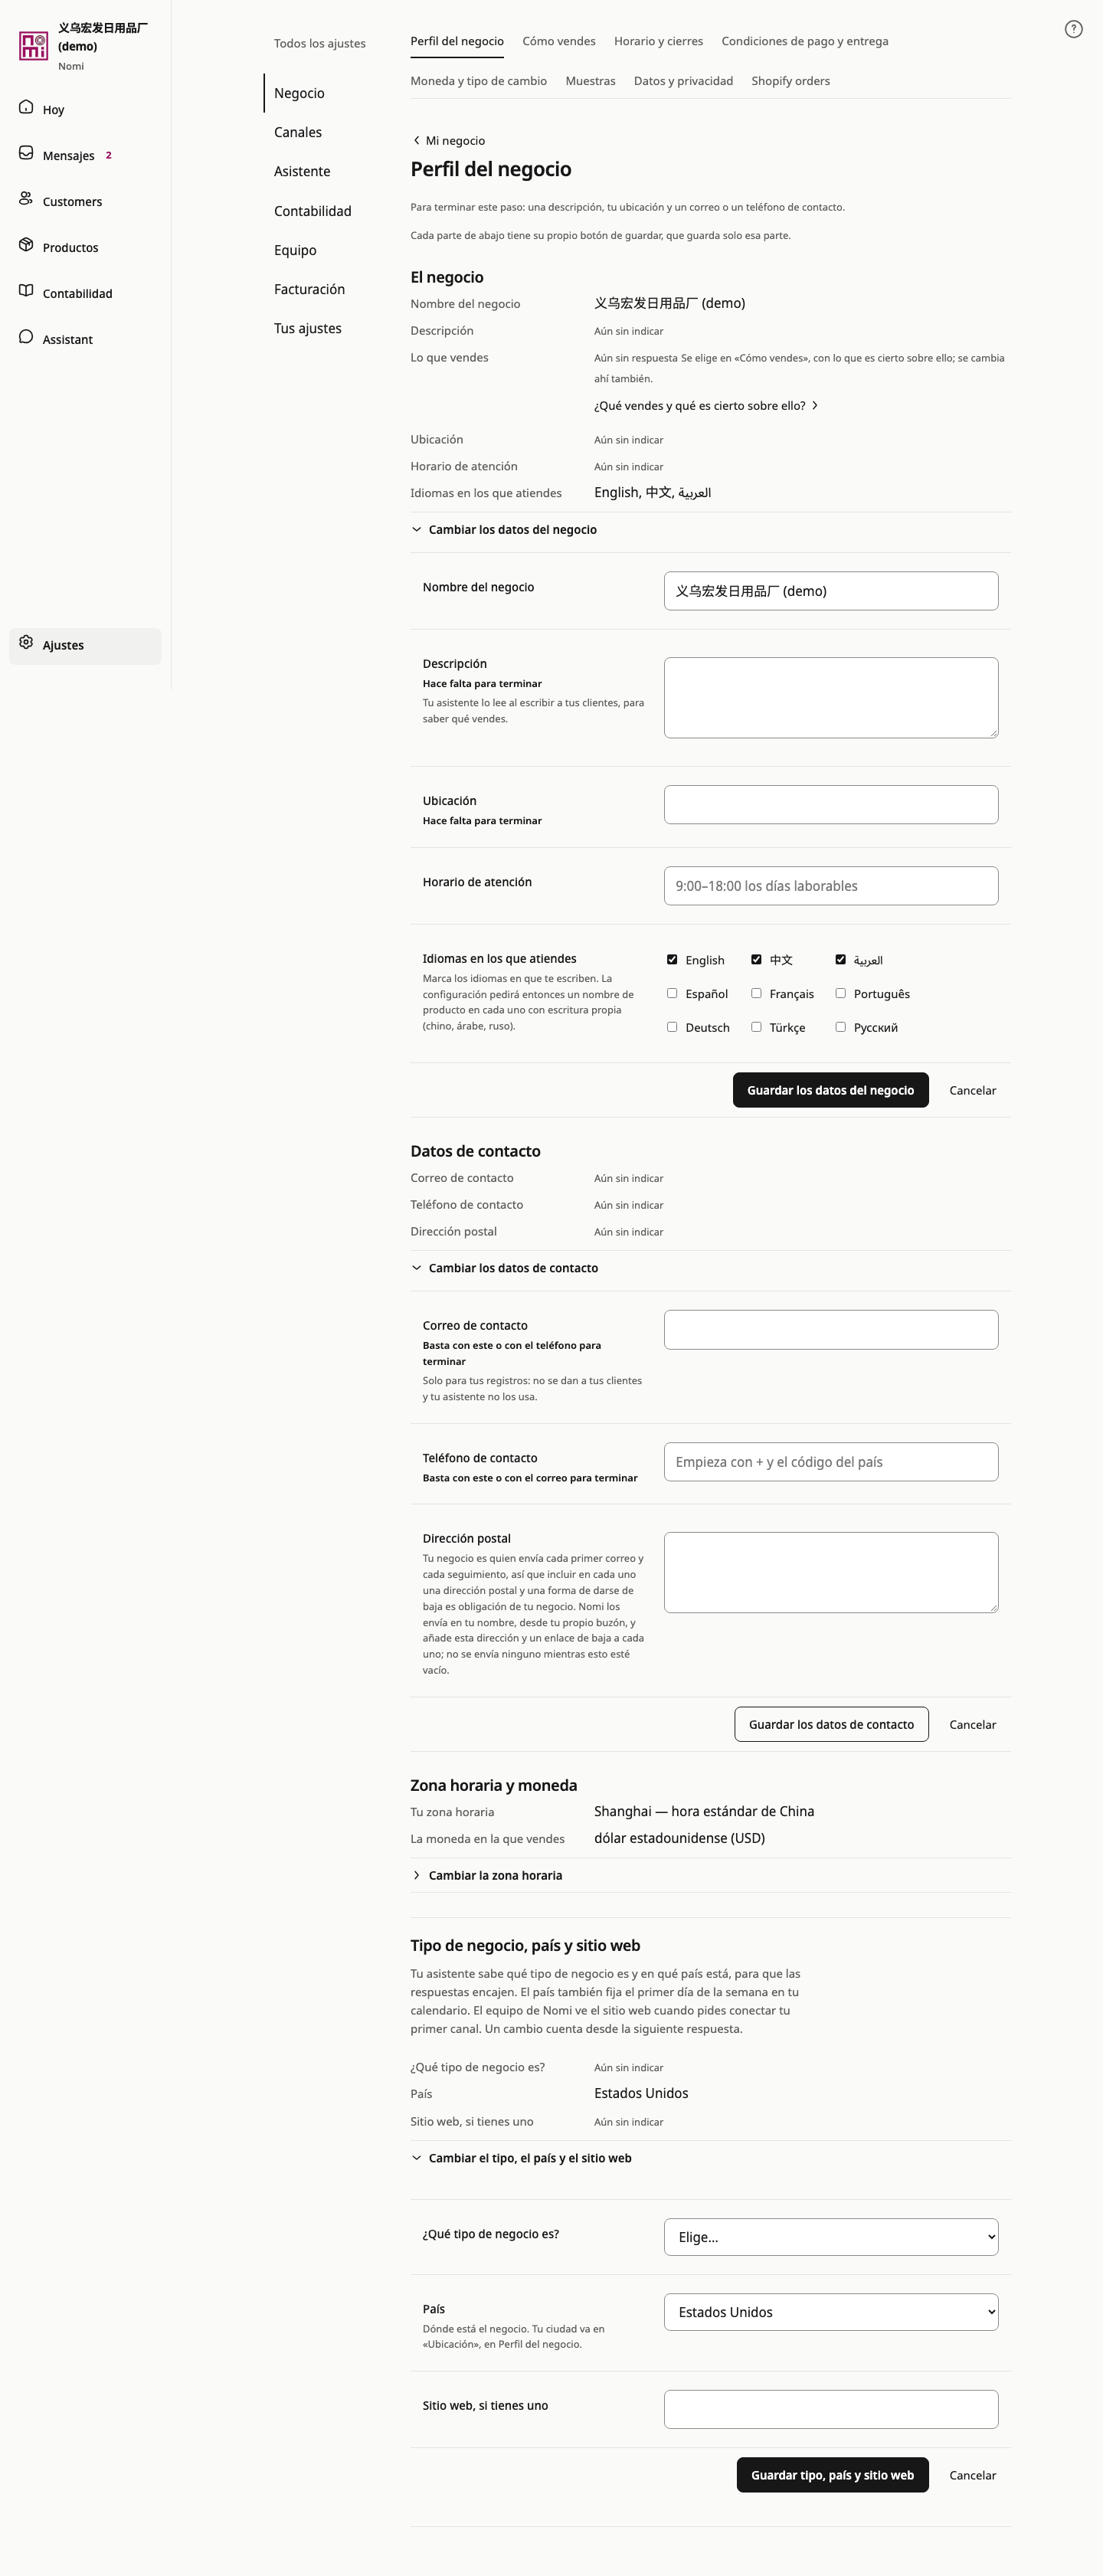 义乌宏发日用品厂
(demo)
Nomi
Hoy
Mensajes 2
Customers
Productos
Contabilidad
Assistant
Ajustes
Todos los ajustes
Negocio
Canales
Asistente
Contabilidad
Equipo
Facturación
Tus ajustes
Perfil del negocio Cómo vendes Horario y cierres Condiciones de pago y entrega
Moneda y tipo de cambio Muestras Datos y privacidad Shopify orders
Mi negocio
Perfil del negocio
Para terminar este paso: una descripción, tu ubicación y un correo o un teléfono de contacto.
Cada parte de abajo tiene su propio botón de guardar, que guarda solo esa parte.
El negocio
Nombre del negocio 义乌宏发日用品厂 (demo)
Descripción Aún sin indicar
Lo que vendes Aún sin respuesta Se elige en «Cómo vendes», con lo que es cierto sobre ello; se cambia
ahí también.
¿Qué vendes y qué es cierto sobre ello?
Ubicación Aún sin indicar
Horario de atención Aún sin indicar
Idiomas en los que atiendes English, 中文, العربية
Cambiar los datos del negocio
Nombre del negocio 义乌宏发日用品厂 (demo)
Descripción
Hace falta para terminar
Tu asistente lo lee al escribir a tus clientes, para
saber qué vendes.
Ubicación
Hace falta para terminar
Horario de atención 9:00–18:00 los días laborables
Idiomas en los que atiendes
Marca los idiomas en que te escriben. La
configuración pedirá entonces un nombre de
producto en cada uno con escritura propia
(chino, árabe, ruso).
English 中文 العربية
Español Français Português
Deutsch Türkçe Русский
Guardar los datos del negocio Cancelar
Datos de contacto
Correo de contacto Aún sin indicar
Teléfono de contacto Aún sin indicar
Dirección postal Aún sin indicar
Cambiar los datos de contacto
Correo de contacto
Basta con este o con el teléfono para
terminar
Solo para tus registros: no se dan a tus clientes
y tu asistente no los usa.
Teléfono de contacto Empieza con + y el código del país
Basta con este o con el correo para terminar
Dirección postal
Tu negocio es quien envía cada primer correo y
cada seguimiento, así que incluir en cada uno
una dirección postal y una forma de darse de
baja es obligación de tu negocio. Nomi los
envía en tu nombre, desde tu propio buzón, y
añade esta dirección y un enlace de baja a cada
uno; no se envía ninguno mientras esto esté
vacío.
Guardar los datos de contacto Cancelar
Zona horaria y moneda
Tu zona horaria Shanghai — hora estándar de China
La moneda en la que vendes dólar estadounidense (USD)
Cambiar la zona horaria
Tipo de negocio, país y sitio web
Tu asistente sabe qué tipo de negocio es y en qué país está, para que las
respuestas encajen. El país también fija el primer día de la semana en tu
calendario. El equipo de Nomi ve el sitio web cuando pides conectar tu
primer canal. Un cambio cuenta desde la siguiente respuesta.
¿Qué tipo de negocio es? Aún sin indicar
País Estados Unidos
Sitio web, si tienes uno Aún sin indicar
Cambiar el tipo, el país y el sitio web
¿Qué tipo de negocio es? Elige…
País Estados Unidos
Dónde está el negocio. Tu ciudad va en
«Ubicación», en Perfil del negocio.
Sitio web, si tienes uno
Guardar tipo, país y sitio web Cancelar